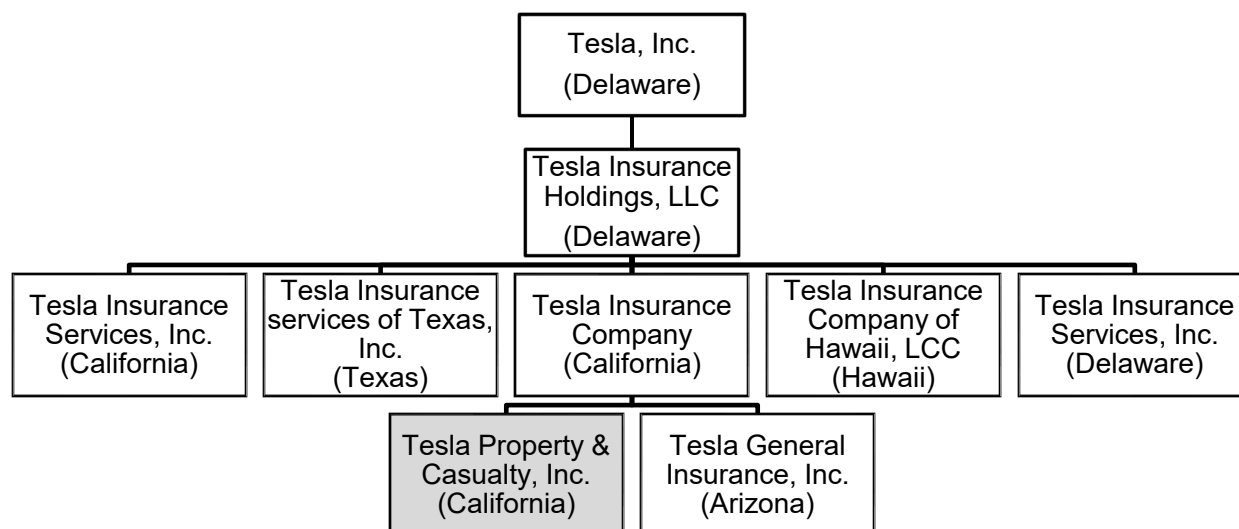 Tesla, Inc.
(Delaware)
Tesla Insurance
Holdings, LLC
(Delaware)
Tesla Insurance
Services, Inc.
(California)
Tesla Insurance
services of Texas,
Inc.
(Texas)
Tesla Insurance
Company
(California)
Tesla Insurance
Company of
Hawaii, LCC
(Hawaii)
Tesla Insurance
Services, Inc.
(Delaware)
Tesla Property &
Casualty, Inc.
(California)
Tesla General
Insurance, Inc.
(Arizona)